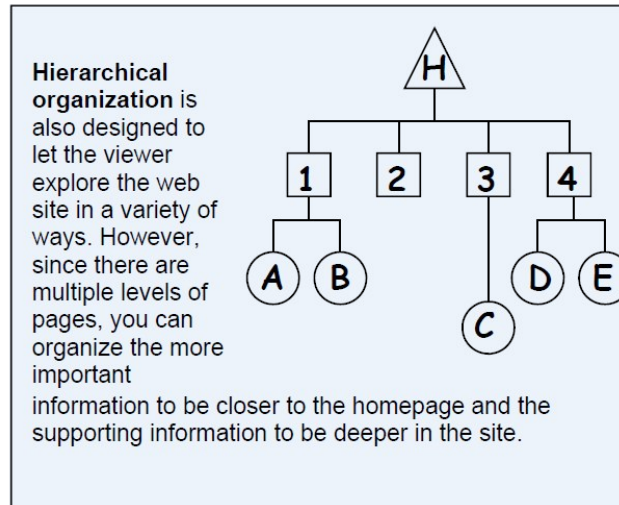 Hierarchical
organization is
also designed to
let the viewer
explore the web
site in a variety of
ways. However,
since there are
multiple levels of
pages, you can
organize the more
important
information to be closer to the homepage and the
supporting information to be deeper in the site.
H
1 2 3 4
A B D E
C